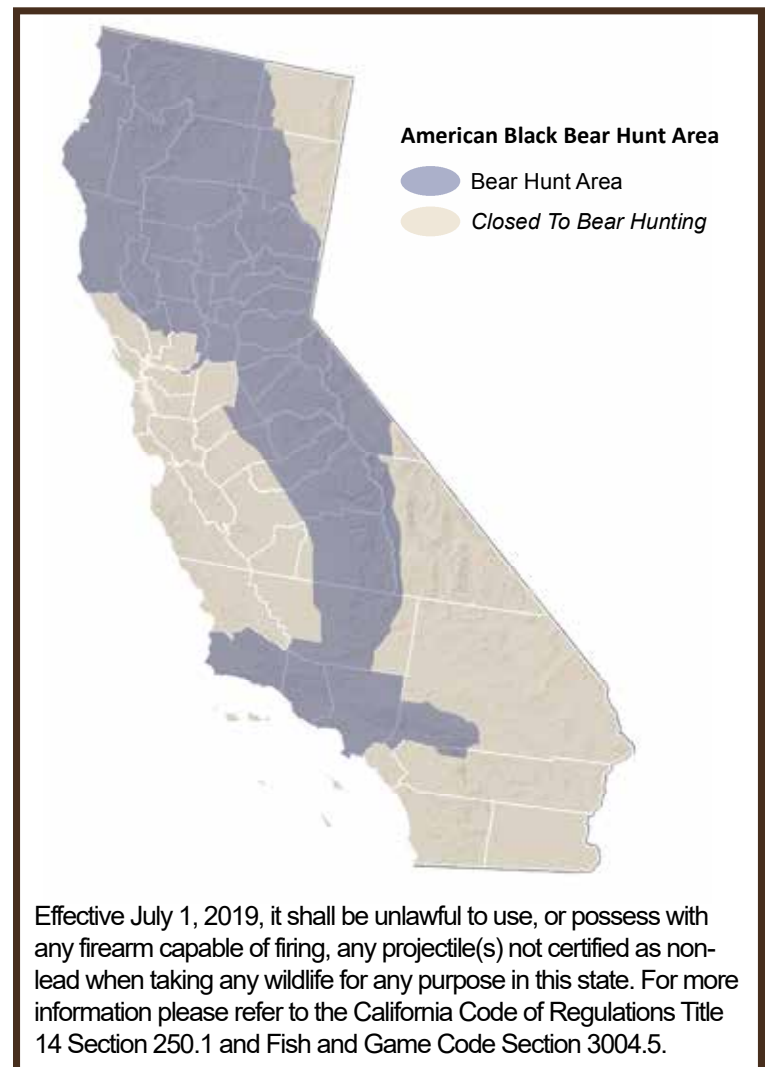 American Black Bear Hunt Area
Bear Hunt Area
Closed To Bear Hunting
Effective July 1, 2019, it shall be unlawful to use, or possess with
any firearm capable of firing, any projectile(s) not certified as non-
lead when taking any wildlife for any purpose in this state. For more
information please refer to the California Code of Regulations Title
14 Section 250.1 and Fish and Game Code Section 3004.5.